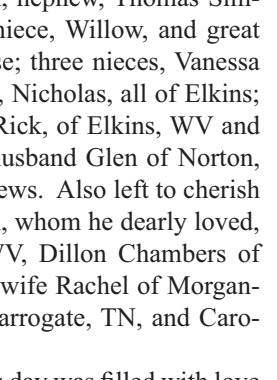 nephew, Thomas Sim-
niece, Willow, and great
se; three nieces, Vanessa
, Nicholas, all of Elkins;
Rick, of Elkins, WV and
husband Glen of Norton,
ews. Also left to cherish
, whom he dearly loved,
WV, Dillon Chambers of
wife Rachel of Morgan-
arrogate, TN, and Caro-
day was filled with love